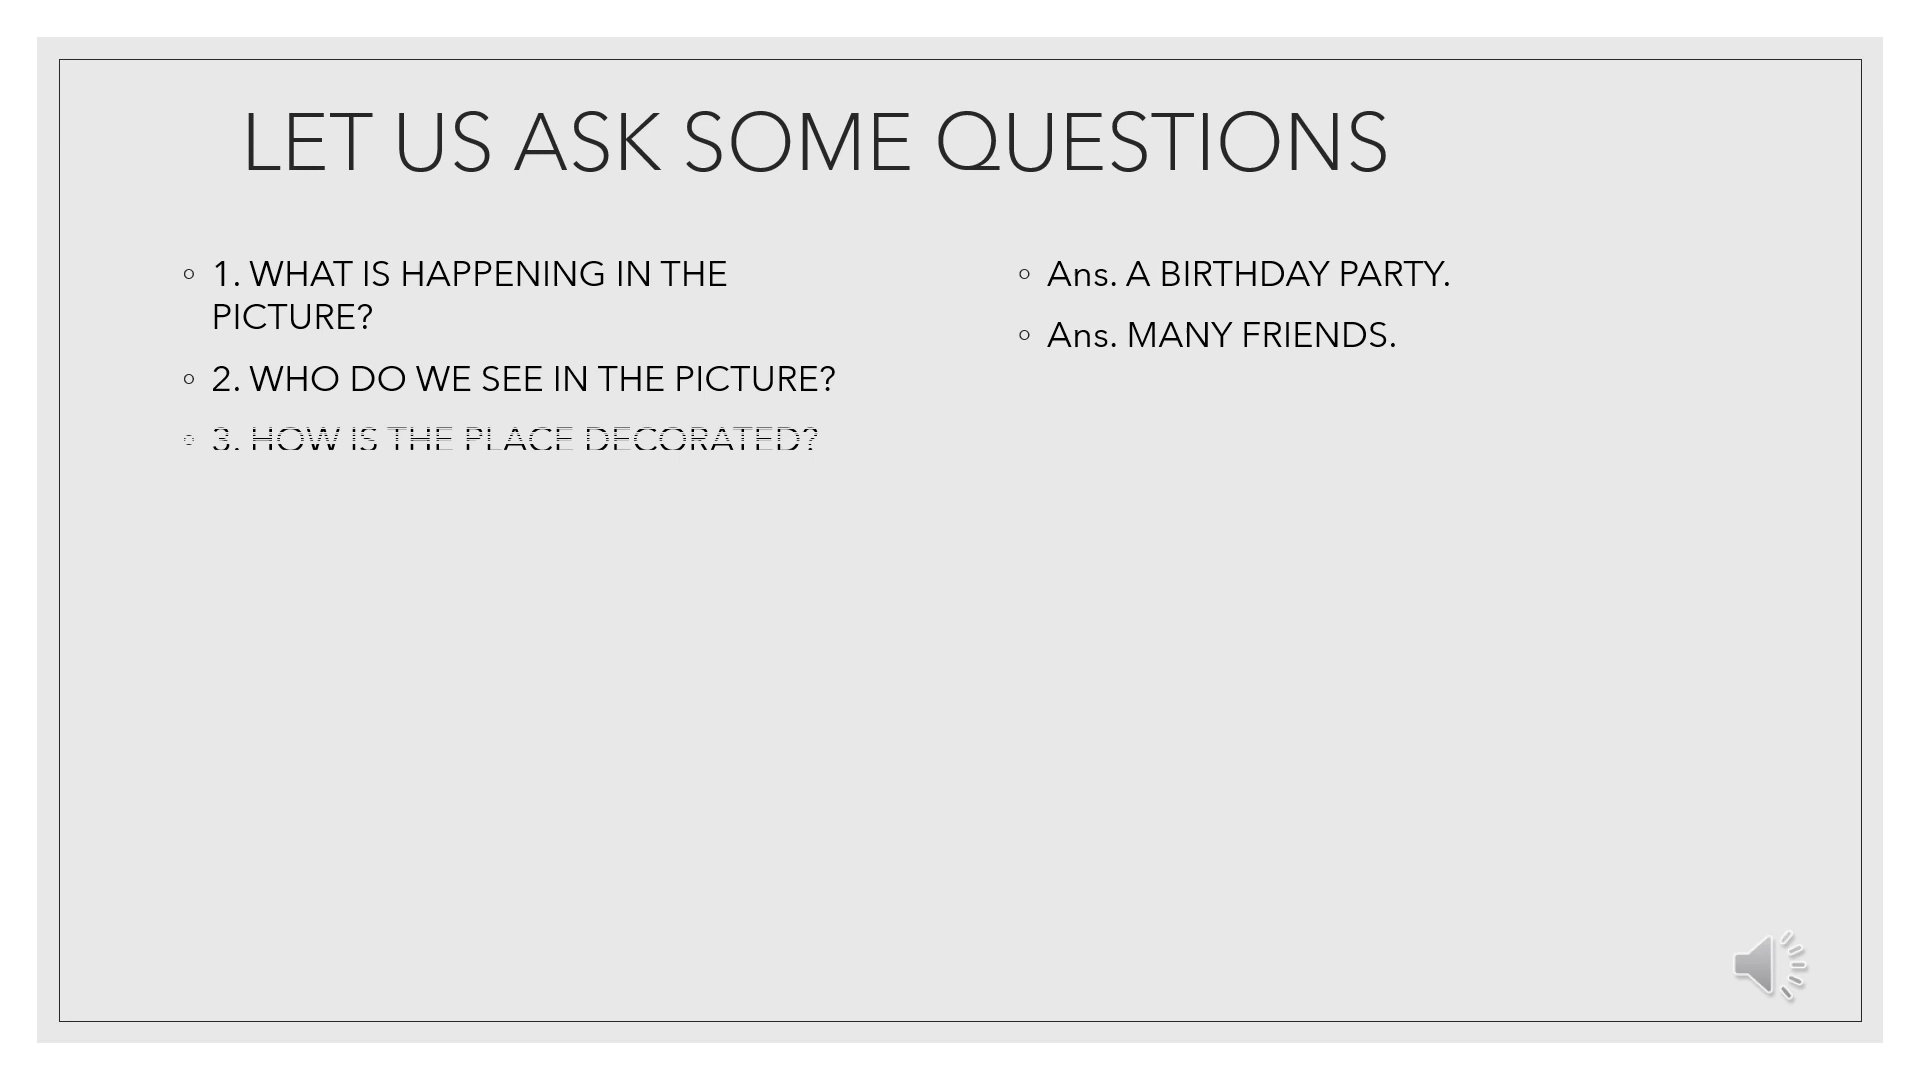 LET US ASK SOME QUESTIONS
◦ 1. WHAT IS HAPPENING IN THE
PICTURE?
◦ 2. WHO DO WE SEE IN THE PICTURE?
◦ 3. HOW IS THE PLACE DECORATED?
◦ Ans. A BIRTHDAY PARTY.
◦ Ans. MANY FRIENDS.